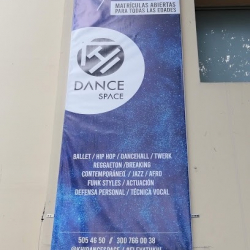 MATRÍCULAS ABIERTAS
PARA TODAS LAS EDADES
DANCE
SPACE
BALLET / HIP HOP / DANCEHALL / TWERK
REGGAETON /BREAKING
CONTEMPORÁNEO / JAZZ / AFRO
FUNK STYLES / ACTUACIÓN
DEFENSA PERSONAL / TÉCNICA VOCAL
505 46 50 // 300 766 00 38